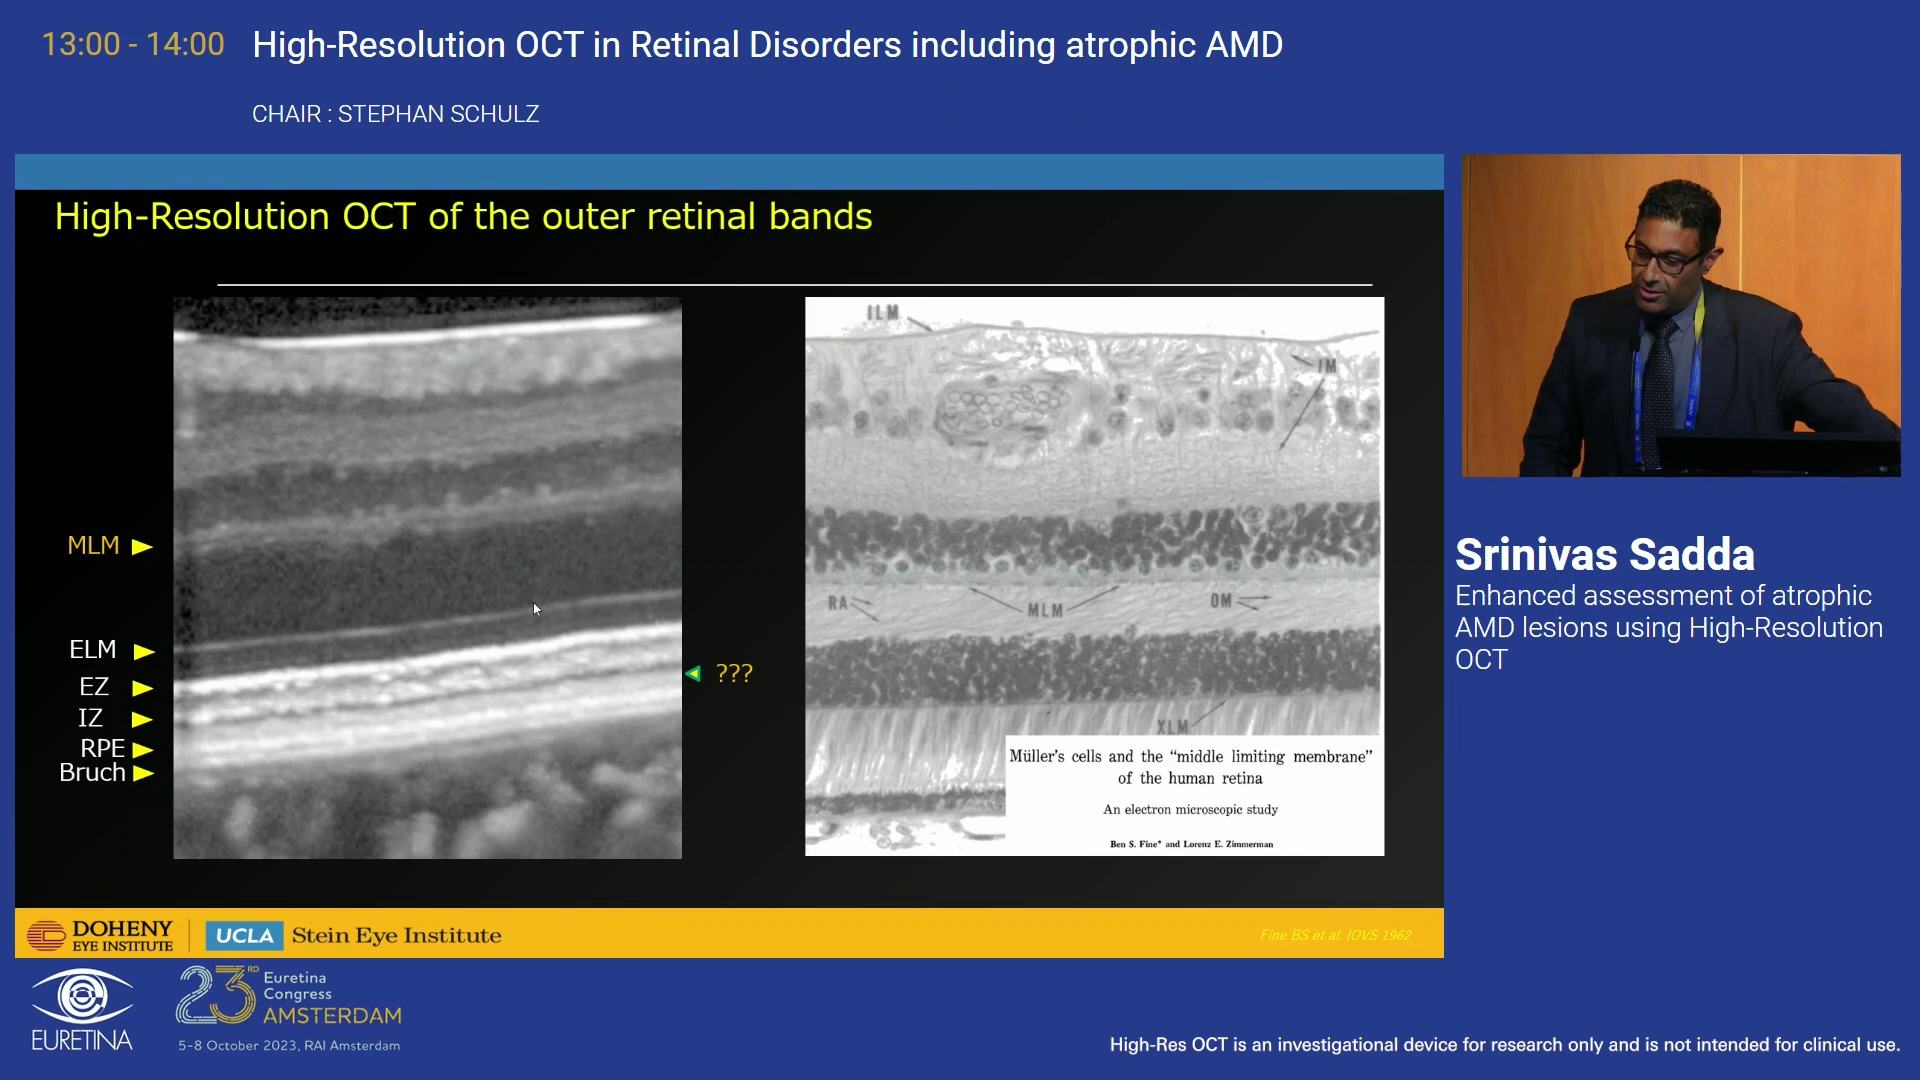 13:00 - 14:00 High-Resolution OCT in Retinal Disorders including atrophic AMD
CHAIR : STEPHAN SCHULZ
High-Resolution OCT of the outer retinal bands
MLM
ELM
EZ
IZ
RPE
Bruch
???
ILM
IM
RA
MLM
OM
XLM
Müller's cells and the "middle limiting membrane"
of the human retina
An electron microscopic study
Ben S. Fine* and Lorenz E. Zimmerman
Srinivas Sadda
Enhanced assessment of atrophic
AMD lesions using High-Resolution
OCT
DOHENY
EYE INSTITUTE
UCLA Stein Eye Institute
Fine BS et al. IOVS 1962
EURETINA
23RD
Euretina
Congress
AMSTERDAM
5-8 October 2023, RAI Amsterdam
High-Res OCT is an investigational device for research only and is not intended for clinical use.